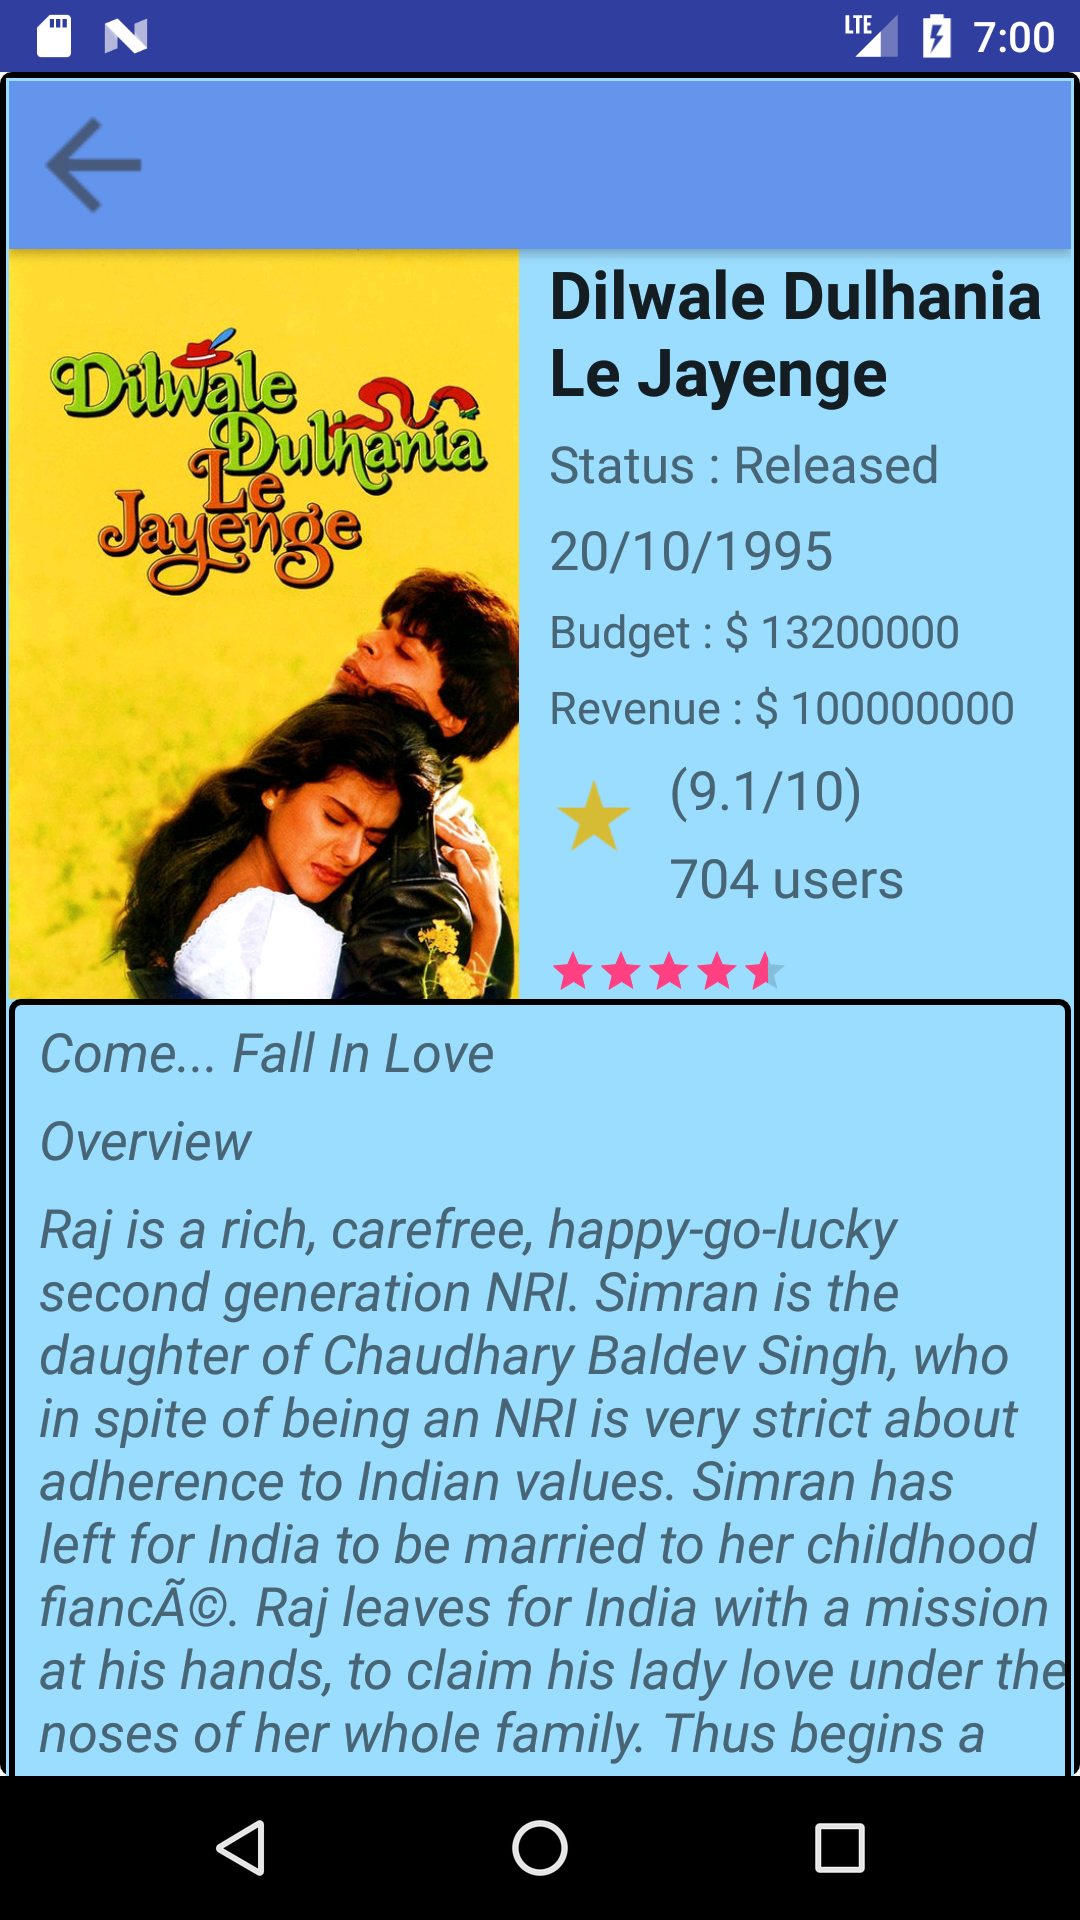 LTE 7:00
Dilwale
Dulhania
Le
Jayenge
Dilwale Dulhania
Le Jayenge
Status : Released
20/10/1995
Budget : $ 13200000
Revenue : $ 100000000
(9.1/10)
704 users
Come... Fall In Love
Overview
Raj is a rich, carefree, happy-go-lucky
second generation NRI. Simran is the
daughter of Chaudhary Baldev Singh, who
in spite of being an NRI is very strict about
adherence to Indian values. Simran has
left for India to be married to her childhood
fiancÃ©. Raj leaves for India with a mission
at his hands, to claim his lady love under the
noses of her whole family. Thus begins a